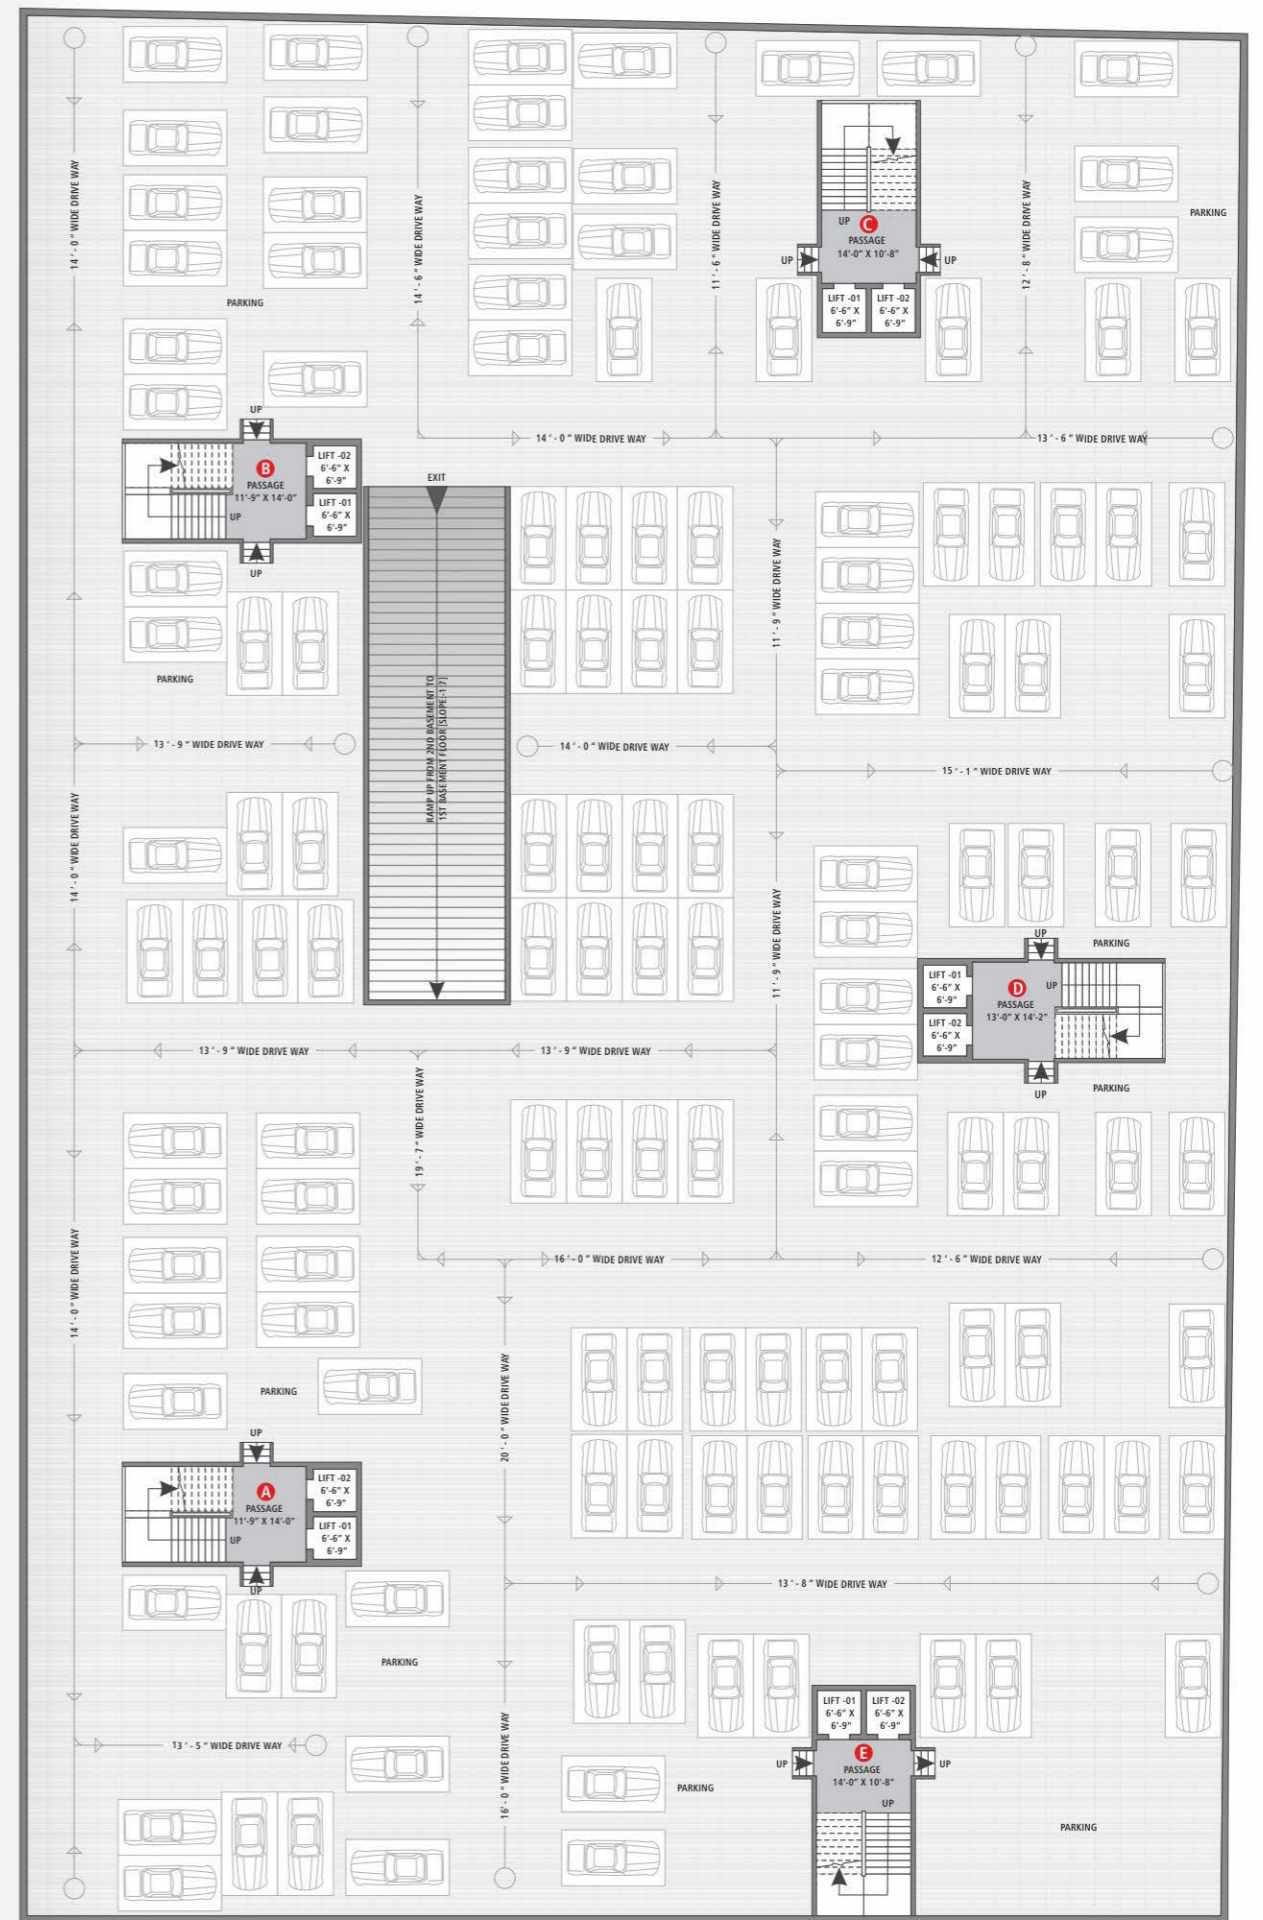 14'-0" WIDE DRIVE WAY
14'-6" WIDE DRIVE WAY
11'-6" WIDE DRIVE WAY
12'-8" WIDE DRIVE WAY
PARKING
UP
C
PASSAGE
14'-0" X 10'-8"
UP
UP
LIFT -01
6'-6" X
6'-9"
LIFT -02
6'-6" X
6'-9"
PARKING
14'-0" WIDE DRIVE WAY
13'-6" WIDE DRIVE WAY
UP
B
PASSAGE
11'-9" X 14'-0"
UP
LIFT -02
6'-6" X
6'-9"
LIFT -01
6'-6" X
6'-9"
UP
EXIT
RAMP UP FROM 2ND BASEMENT TO
1ST BASEMENT FLOOR [SLOPE:-1:7]
11'-9" WIDE DRIVE WAY
PARKING
13'-9" WIDE DRIVE WAY
14'-0" WIDE DRIVE WAY
15'-1" WIDE DRIVE WAY
14'-0" WIDE DRIVE WAY
11'-9" WIDE DRIVE WAY
UP
PARKING
LIFT -01
6'-6" X
6'-9"
LIFT -02
6'-6" X
6'-9"
D
PASSAGE
13'-0" X 14'-2"
UP
UP
PARKING
13'-9" WIDE DRIVE WAY
13'-9" WIDE DRIVE WAY
19'-7" WIDE DRIVE WAY
14'-0" WIDE DRIVE WAY
16'-0" WIDE DRIVE WAY
12'-6" WIDE DRIVE WAY
20'-0" WIDE DRIVE WAY
PARKING
UP
A
PASSAGE
11'-9" X 14'-0"
UP
LIFT -02
6'-6" X
6'-9"
LIFT -01
6'-6" X
6'-9"
UP
13'-8" WIDE DRIVE WAY
PARKING
13'-5" WIDE DRIVE WAY
16'-0" WIDE DRIVE WAY
LIFT -01
6'-6" X
6'-9"
LIFT -02
6'-6" X
6'-9"
E
PASSAGE
14'-0" X 10'-8"
UP
UP
UP
PARKING
PARKING